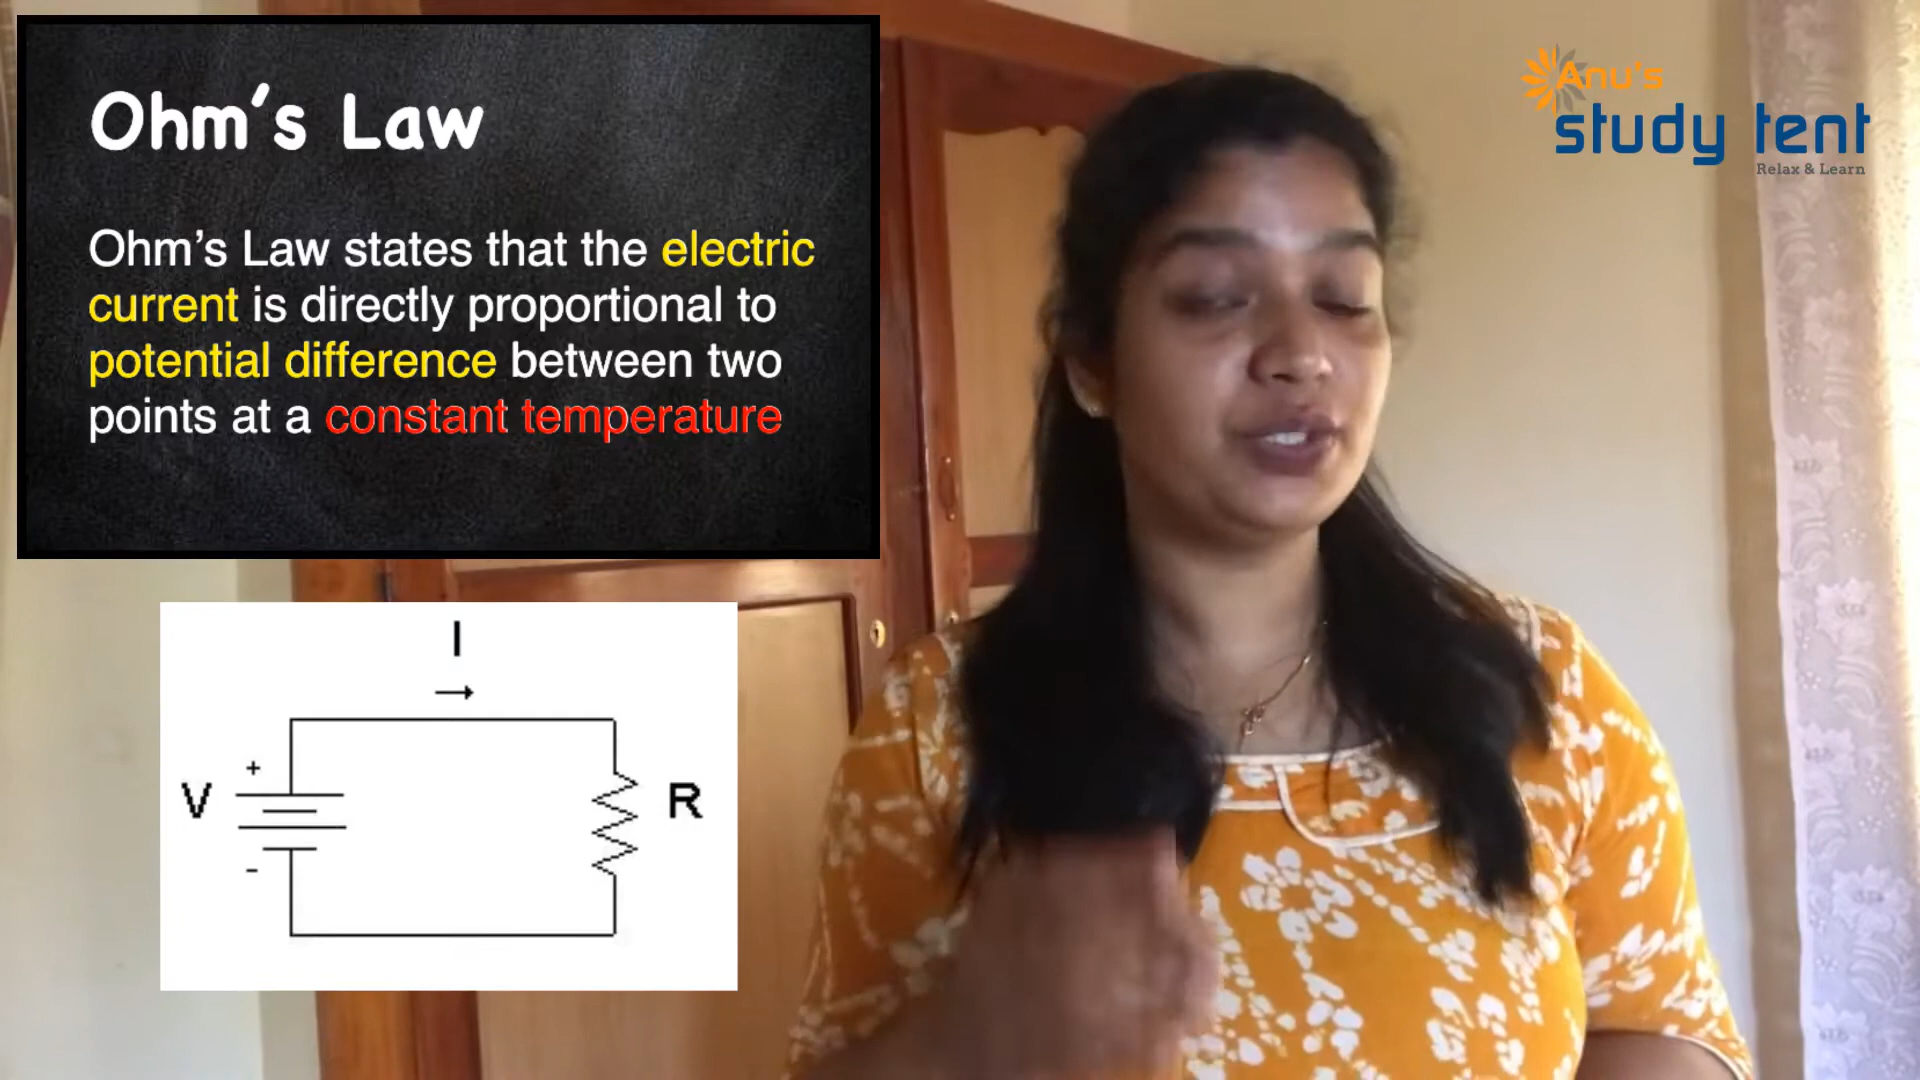 Ohm's Law
Ohm's Law states that the electric
current is directly proportional to
potential difference between two
points at a constant temperature
Anu's
study tent
Relax & Learn
I
+
V
R
-